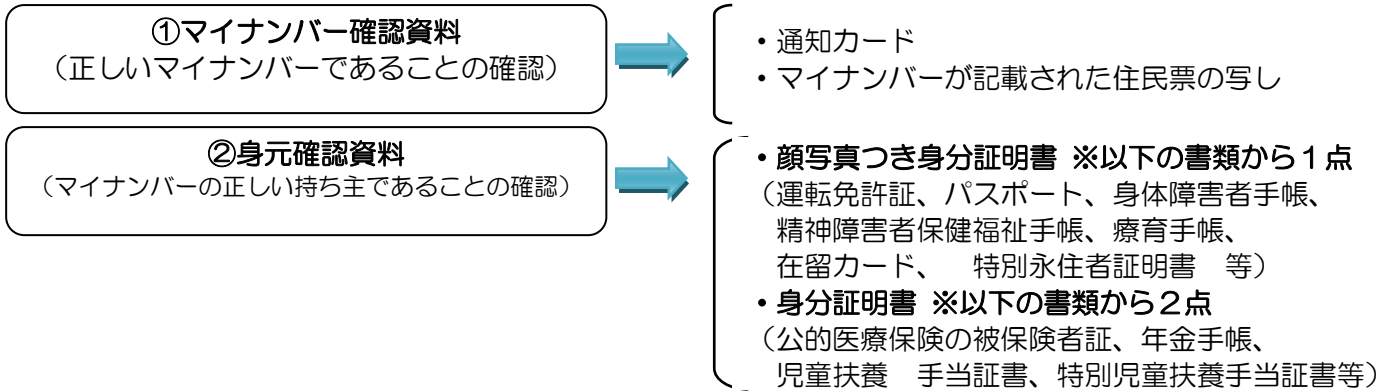 ①マイナンバー確認資料
（正しいマイナンバーであることの確認）
・通知カード
・マイナンバーが記載された住民票の写し
②身元確認資料
（マイナンバーの正しい持ち主であることの確認）
・顔写真つき身分証明書 ※以下の書類から１点
（運転免許証、パスポート、身体障害者手帳、
精神障害者保健福祉手帳、療育手帳、
在留カード、　特別永住者証明書　等）
・身分証明書 ※以下の書類から２点
（公的医療保険の被保険者証、年金手帳、
児童扶養　手当証書、特別児童扶養手当証書等）